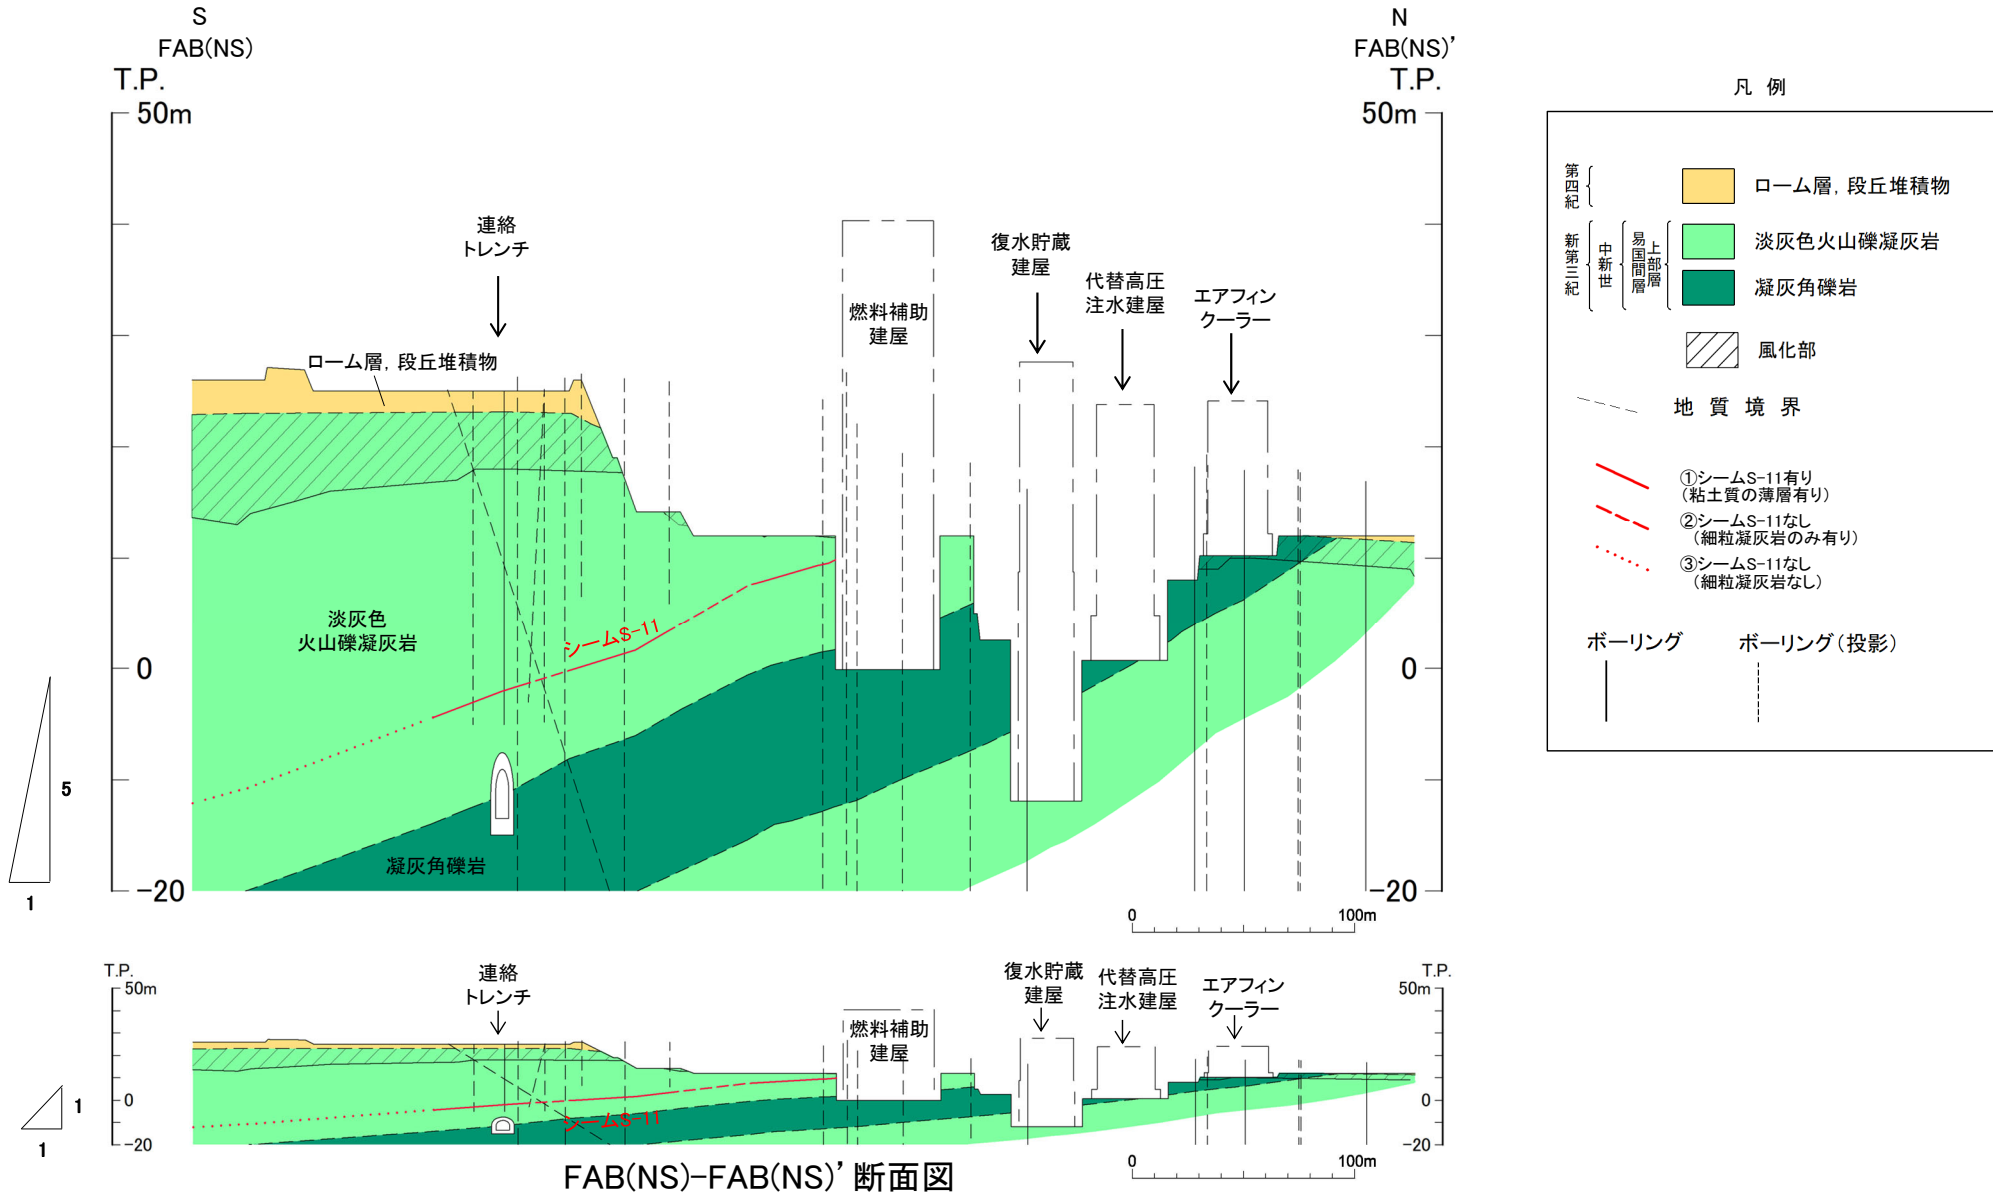 S
FAB(NS)
T.P.
50m
0
-20
N
FAB(NS)’
T.P.
50m
0
-20
連絡
トレンチ
ローム層, 段丘堆積物
燃料補助
建屋
復水貯蔵
建屋
代替高圧
注水建屋
エアフィン
クーラー
淡灰色
火山礫凝灰岩
シームS-11
凝灰角礫岩
5
1
0
100m
凡 例
第四紀
ローム層, 段丘堆積物
新第三紀
中新世
易国間層
上部層
淡灰色火山礫凝灰岩
凝灰角礫岩
風化部
地 質 境 界
①シームS-11有り
(粘土質の薄層有り)
②シームS-11なし
(細粒凝灰岩のみ有り)
③シームS-11なし
(細粒凝灰岩なし)
ボーリング
ボーリング(投影)
T.P.
50m
0
-20
連絡
トレンチ
燃料補助
建屋
復水貯蔵
建屋
代替高圧
注水建屋
エアフィン
クーラー
T.P.
50m
0
-20
シームS-11
1
1
0
100m
FAB(NS)-FAB(NS)’断面図